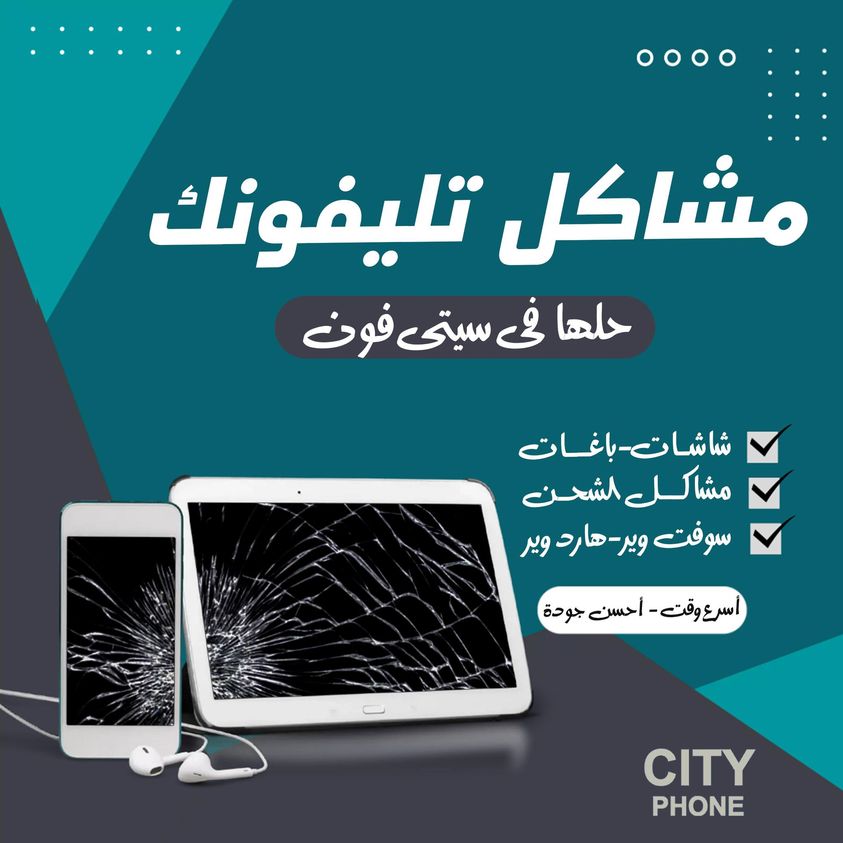 مشاكل تليفونك
حلها في سيتى فون
شاشات-باغات
مشاكل الشحن
سوفت وير-هارد وير
أسرع وقت - أحسن جودة
CITY
PHONE